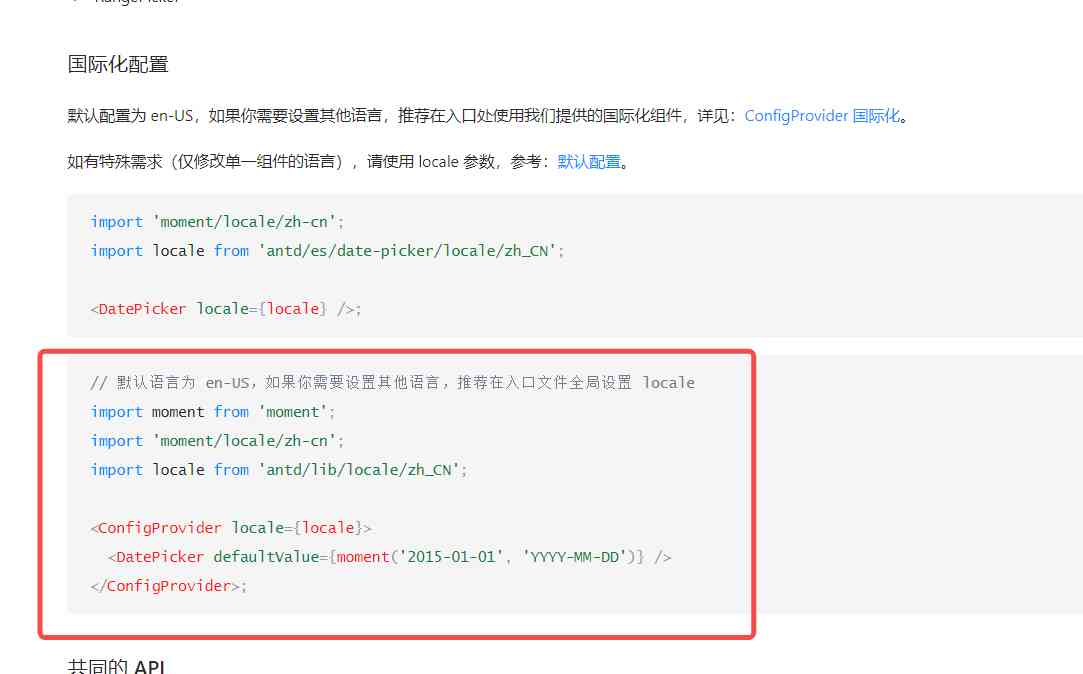 RangePicker
国际化配置
默认配置为 en-US，如果你需要设置其他语言，推荐在入口处使用我们提供的国际化组件，详见：ConfigProvider 国际化。
如有特殊需求（仅修改单一组件的语言），请使用 locale 参数，参考：默认配置。
import 'moment/locale/zh-cn';
import locale from 'antd/es/date-picker/locale/zh_CN';
<DatePicker locale={locale} />;
// 默认语言为 en-US，如果你需要设置其他语言，推荐在入口文件全局设置 locale
import moment from 'moment';
import 'moment/locale/zh-cn';
import locale from 'antd/lib/locale/zh_CN';
<ConfigProvider locale={locale}>
  <DatePicker defaultValue={moment('2015-01-01', 'YYYY-MM-DD')} />
</ConfigProvider>;
共同的 API